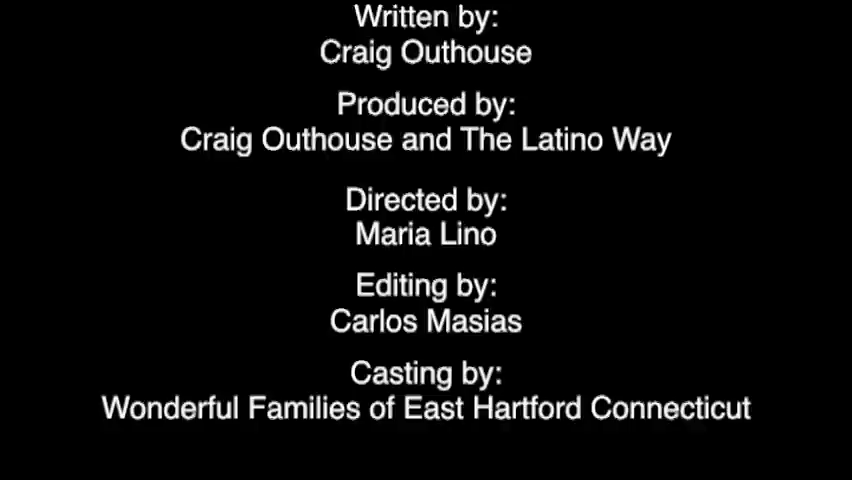 Written by:
Craig Outhouse
Produced by:
Craig Outhouse and The Latino Way
Directed by:
Maria Lino
Editing by:
Carlos Masias
Casting by:
Wonderful Families of East Hartford Connecticut